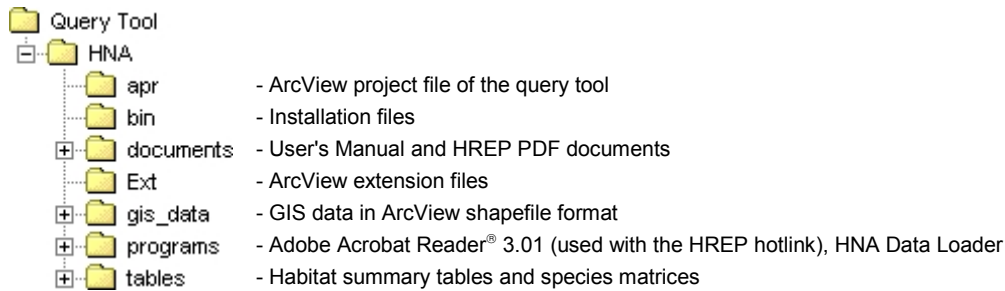 Query Tool
HNA
apr - ArcView project file of the query tool
bin - Installation files
documents - User's Manual and HREP PDF documents
Ext - ArcView extension files
gis_data - GIS data in ArcView shapefile format
programs - Adobe Acrobat Reader® 3.01 (used with the HREP hotlink), HNA Data Loader
tables - Habitat summary tables and species matrices